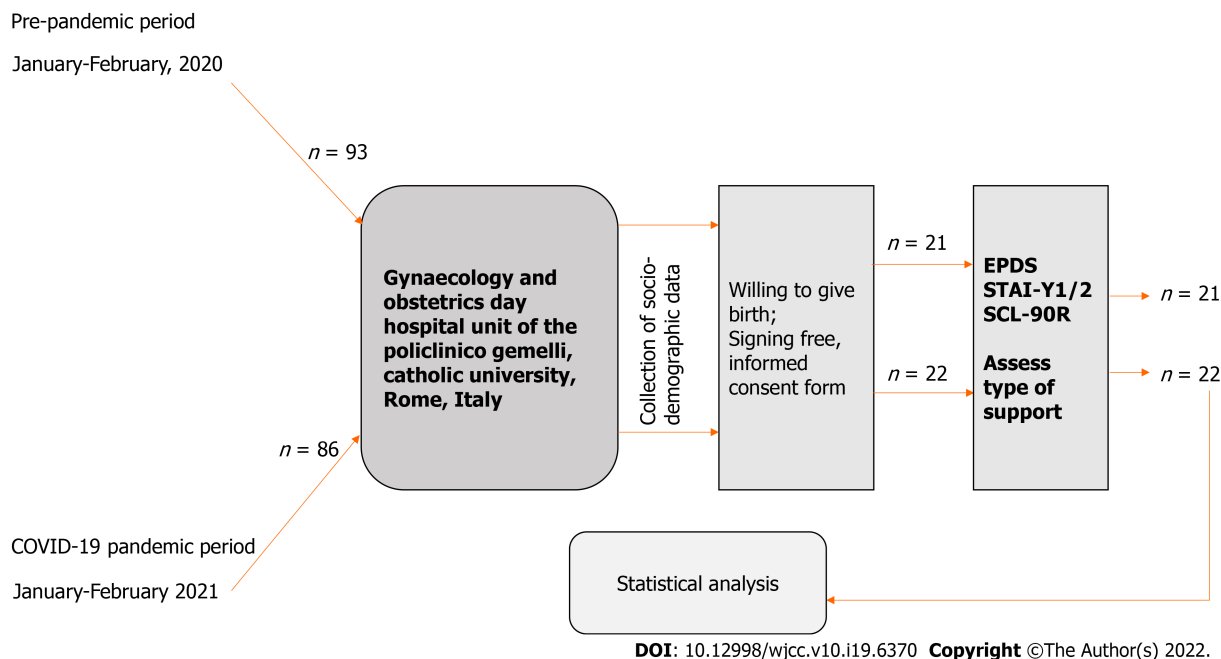 Pre-pandemic period
January-February, 2020
n = 93
Gynaecology and
obstetrics day
hospital unit of the
policlinico gemelli,
catholic university,
Rome, Italy
n = 86
COVID-19 pandemic period
January-February 2021
Collection of socio-
demographic data
Willing to give
birth;
Signing free,
informed
consent form
n = 21
n = 22
EPDS
STAI-Y1/2
SCL-90R
Assess
type of
support
n = 21
n = 22
Statistical analysis
DOI: 10.12998/wjcc.v10.i19.6370 Copyright ©The Author(s) 2022.